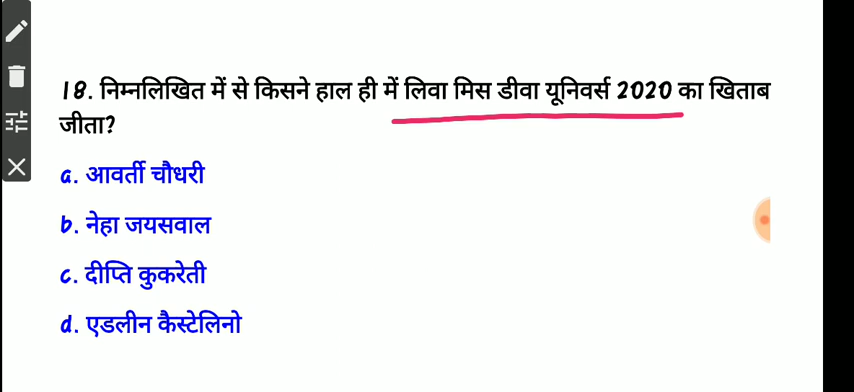 18. निम्नलिखित में से किसने हाल ही में लिवा मिस डीवा यूनिवर्स 2020 का खिताब
जीता?
a. आवर्ती चौधरी
b. नेहा जयसवाल
c. दीप्ति कुकरेती
d. एडलीन कैस्टेलिनो